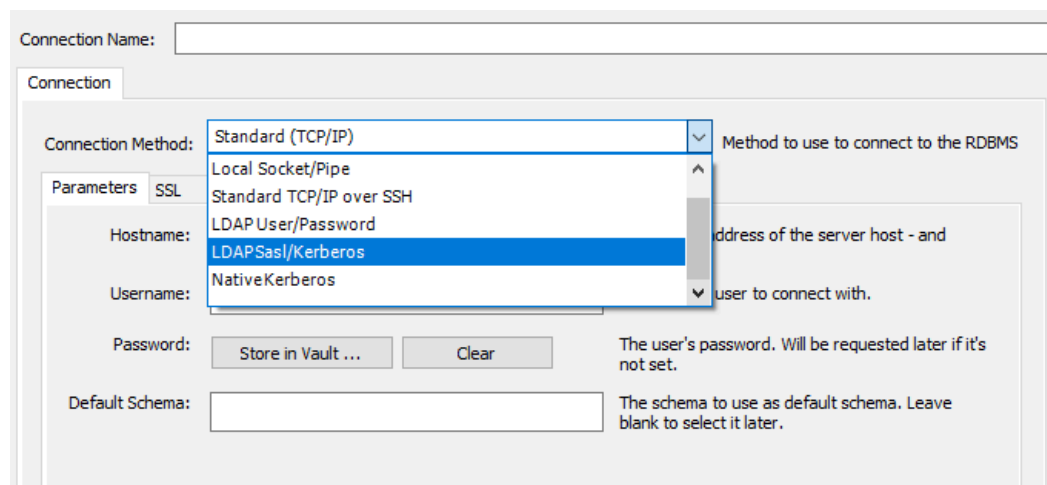 Connection Name:
Connection
Connection Method: Standard (TCP/IP) Method to use to connect to the RDBMS
Local Socket/Pipe
Standard TCP/IP over SSH
LDAP User/Password
LDAPSasl/Kerberos
NativeKerberos
Parameters SSL
Hostname: address of the server host - and
Username: user to connect with.
Password: Store in Vault ... Clear The user's password. Will be requested later if it's
not set.
Default Schema: The schema to use as default schema. Leave
blank to select it later.